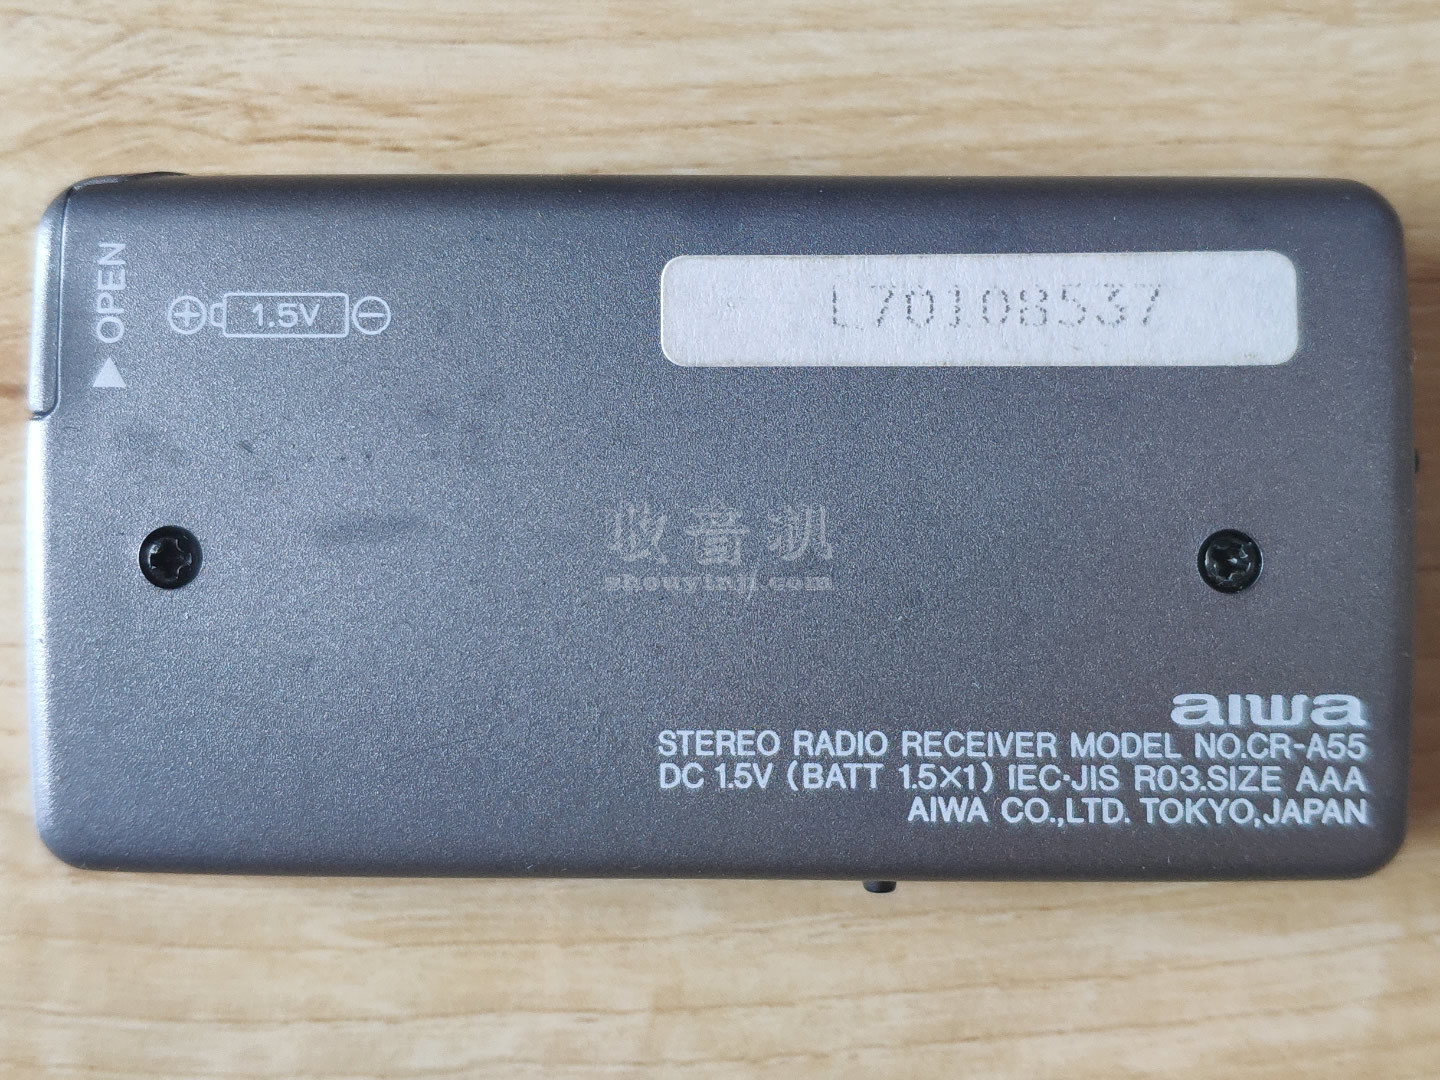 ▶ OPEN
⊕ 1.5V ⊖
L70108537
收音机
shouyinji.com
aiwa
STEREO RADIO RECEIVER MODEL NO.CR-A55
DC 1.5V (BATT 1.5×1) IEC·JIS R03.SIZE AAA
AIWA CO.,LTD. TOKYO,JAPAN